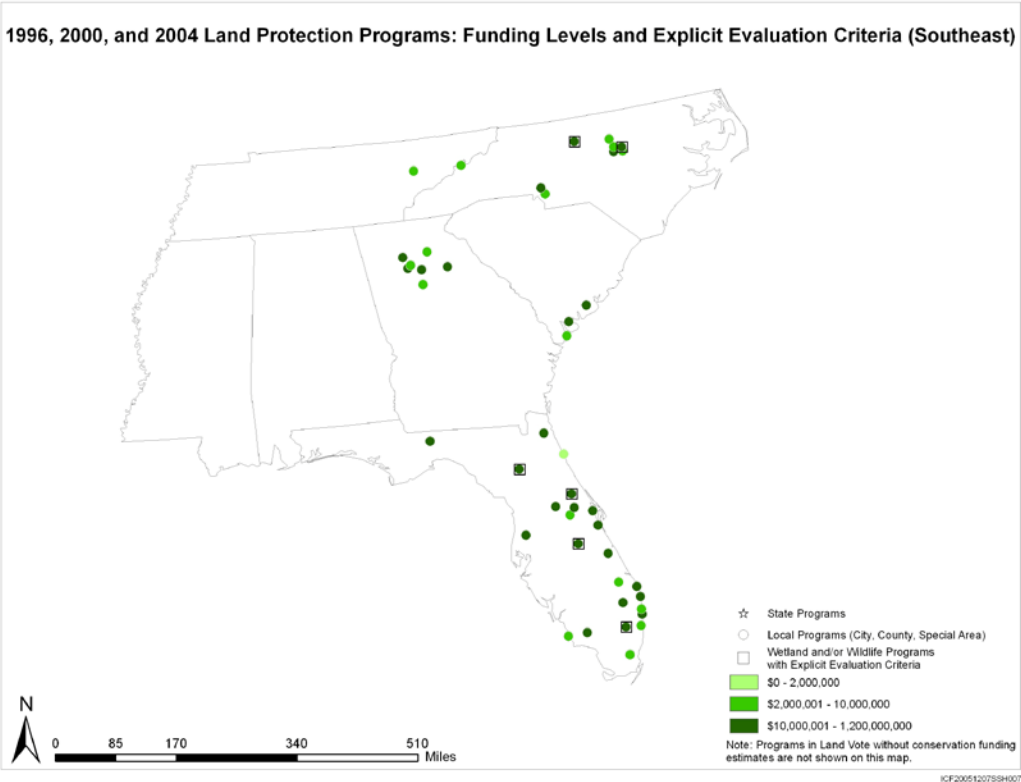 1996, 2000, and 2004 Land Protection Programs: Funding Levels and Explicit Evaluation Criteria (Southeast)
State Programs
Local Programs (City, County, Special Area)
Wetland and/or Wildlife Programs
with Explicit Evaluation Criteria
$0 - 2,000,000
$2,000,001 - 10,000,000
$10,000,001 - 1,200,000,000
Note: Programs in Land Vote without conservation funding
estimates are not shown on this map.
N
0 85 170 340 510
Miles
ICF20051207SSH007